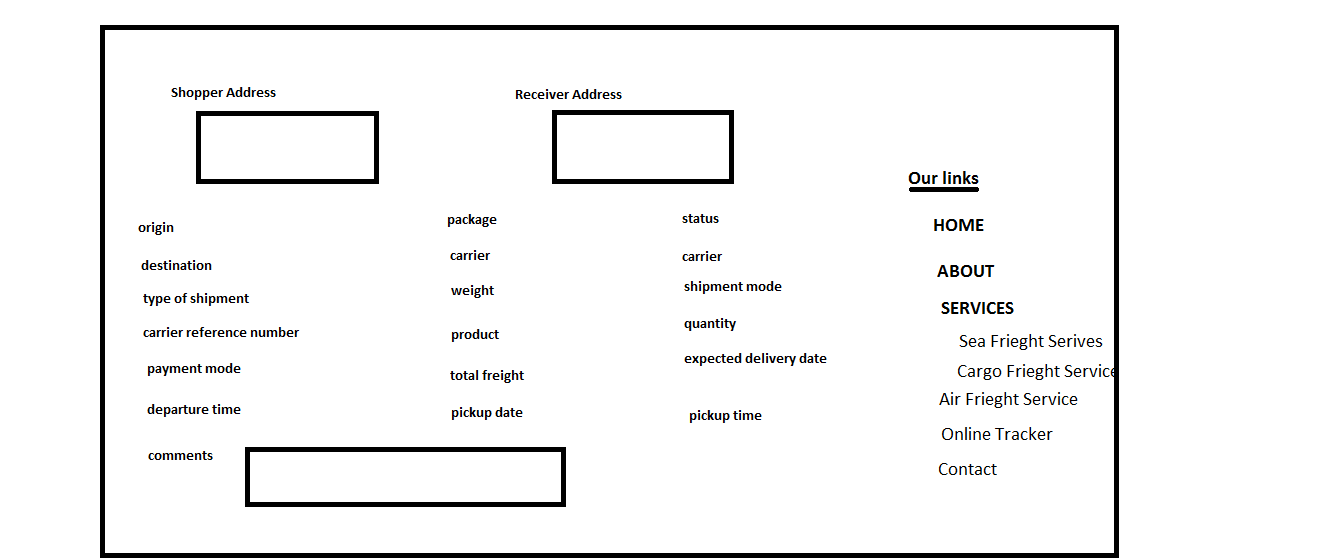 Shopper Address
Receiver Address
Our links
origin
package
status
HOME
destination
carrier
carrier
ABOUT
type of shipment
weight
shipment mode
SERVICES
carrier reference number
product
quantity
Sea Frieght Serives
payment mode
total freight
expected delivery date
Cargo Frieght Service
Air Frieght Service
departure time
pickup date
pickup time
Online Tracker
comments
Contact